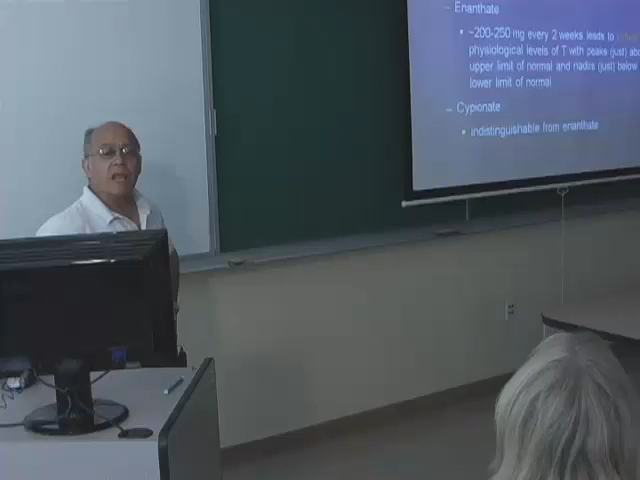 – Enanthate
• ~200-250 mg every 2 weeks leads to
physiological levels of T with peaks (just)
upper limit of normal and nadirs (just) below
lower limit of normal
– Cypionate
• indistinguishable from enanthate